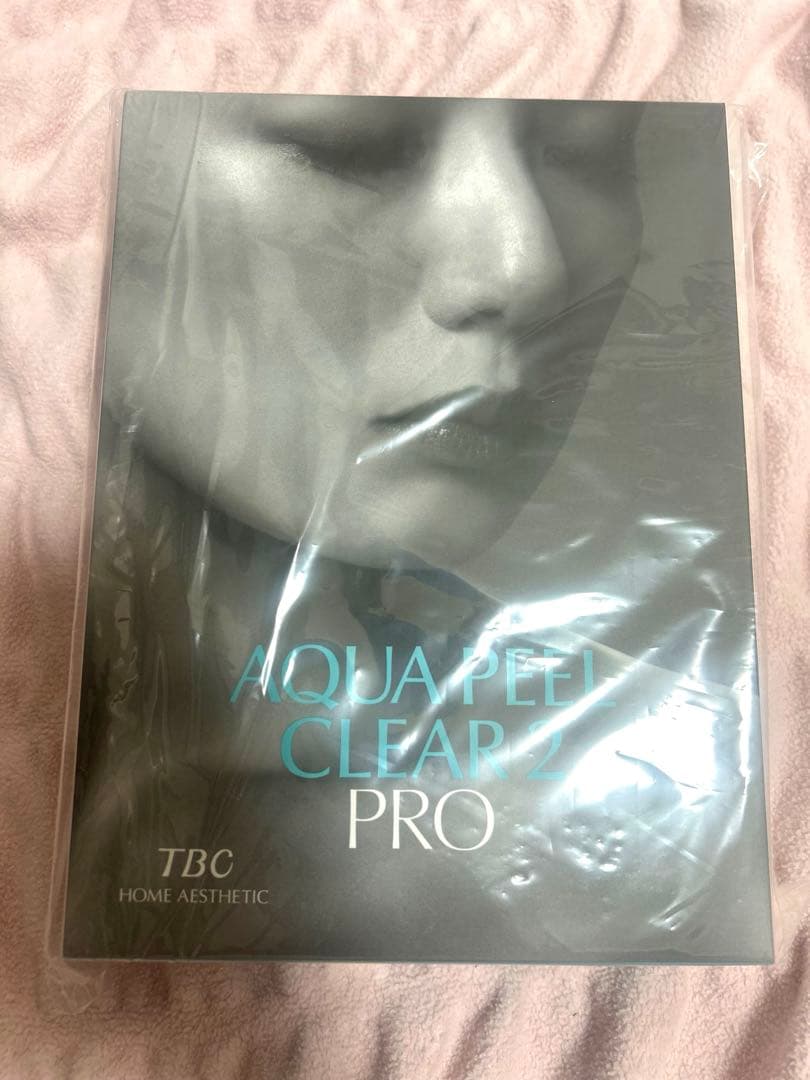 AQUA PEEL
CLEAR 2
PRO
TBC
HOME AESTHETIC